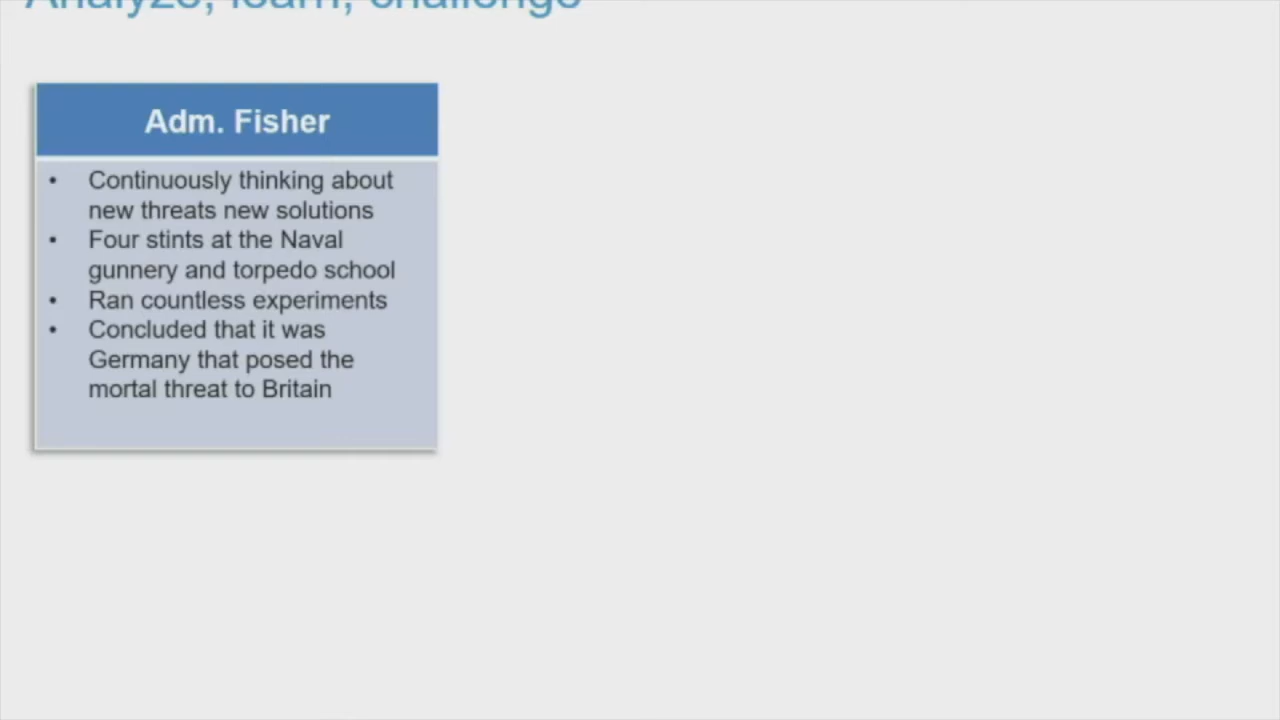 Analyze, learn, challenge
Adm. Fisher
• Continuously thinking about
new threats new solutions
• Four stints at the Naval
gunnery and torpedo school
• Ran countless experiments
• Concluded that it was
Germany that posed the
mortal threat to Britain